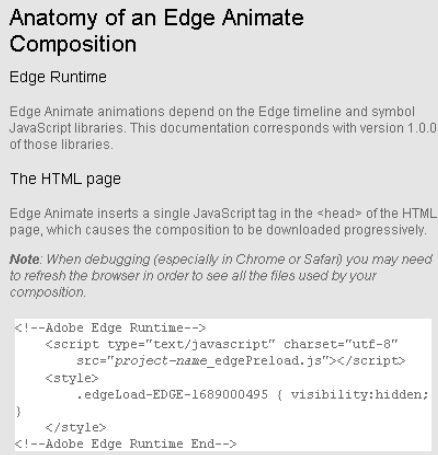 Anatomy of an Edge Animate
Composition
Edge Runtime
Edge Animate animations depend on the Edge timeline and symbol
JavaScript libraries. This documentation corresponds with version 1.0.0
of those libraries.
The HTML page
Edge Animate inserts a single JavaScript tag in the <head> of the HTML
page, which causes the composition to be downloaded progressively.
Note: When debugging (especially in Chrome or Safari) you may need
to refresh the browser in order to see all the files used by your
composition.
<!--Adobe Edge Runtime-->
    <script type="text/javascript" charset="utf-8"
        src="project-name_edgePreload.js"></script>
    <style>
        .edgeLoad-EDGE-1689000495 { visibility:hidden;
}
    </style>
<!--Adobe Edge Runtime End-->